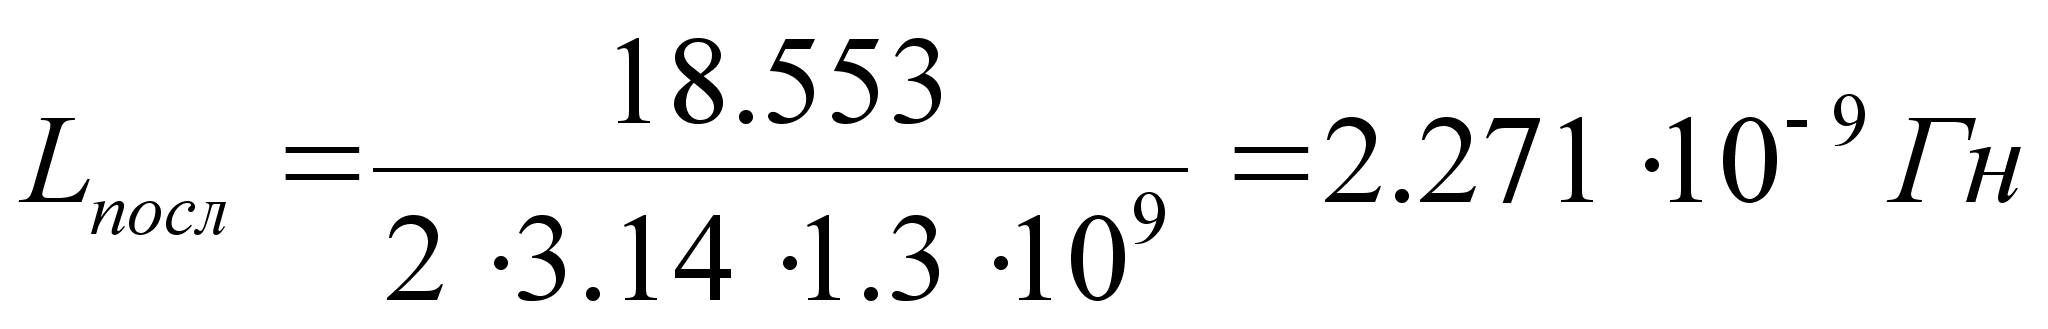 L_посл = 18.553 / 2 · 3.14 · 1.3 · 10^9 = 2.271 · 10^-9 Гн